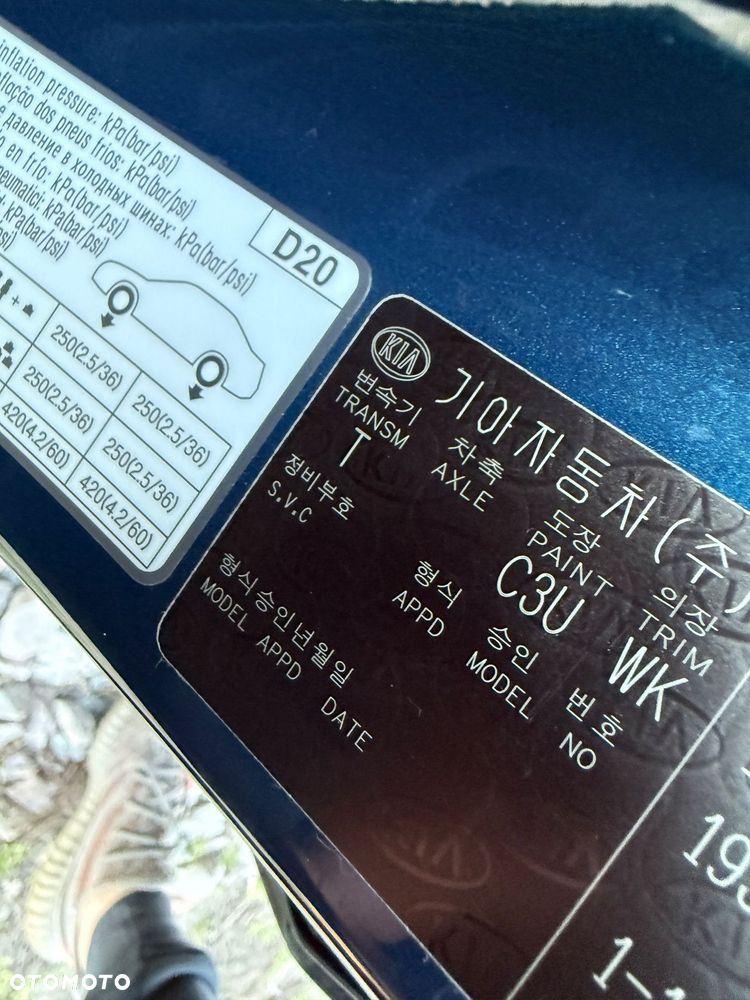 inflation pressure: kPa(bar/psi)
dos pneus frios: kPa(bar/psi)
давление в холодных шинах: kPa(bar/psi)
en frío: kPa(bar/psi)
pneumatici: kPa(bar/psi)
kPa(bar/psi)
D20
250(2.5/36) 250(2.5/36)
250(2.5/36) 250(2.5/36)
420(4.2/60) 420(4.2/60)
KIA 기아자동차(주)
변속기 차축 도장 의장
TRANSM AXLE PAINT TRIM
T C3U WK
정비부호 형식 승인 번호
S.V.C APPD MODEL NO
형식승인년월일
MODEL APPD DATE
OTOMOTO